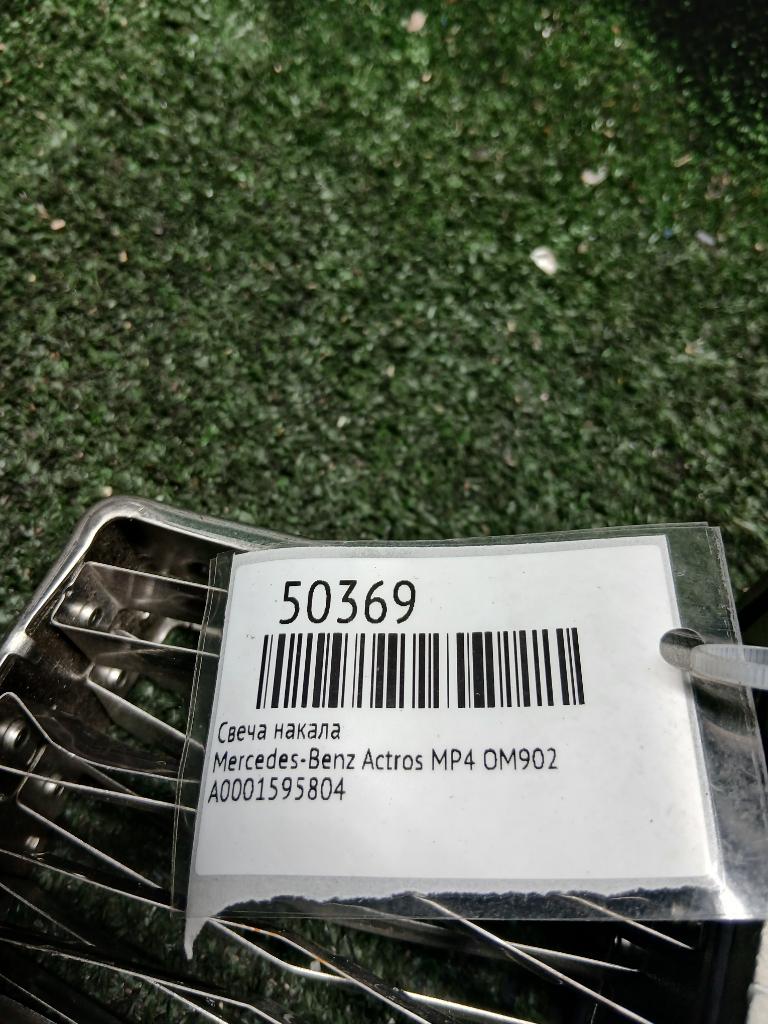 50369
Свеча накала
Mercedes-Benz Actros MP4 OM902
A0001595804